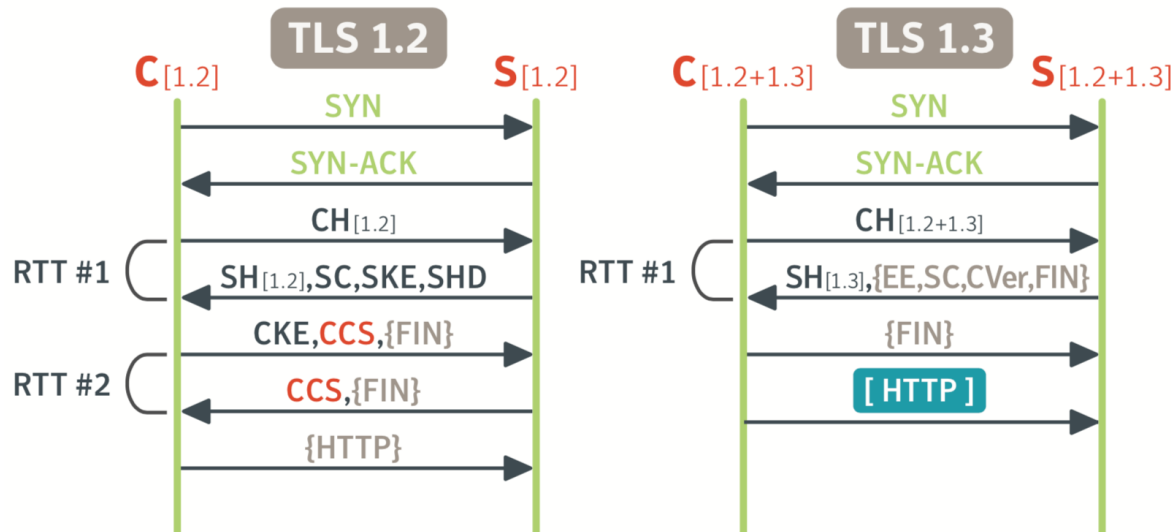 TLS 1.2
C[1.2] S[1.2]
SYN
SYN-ACK
CH[1.2]
RTT #1
SH[1.2],SC,SKE,SHD
CKE,CCS,{FIN}
RTT #2
CCS,{FIN}
{HTTP}
TLS 1.3
C[1.2+1.3] S[1.2+1.3]
SYN
SYN-ACK
CH[1.2+1.3]
RTT #1
SH[1.3],{EE,SC,CVer,FIN}
{FIN}
[ HTTP ]